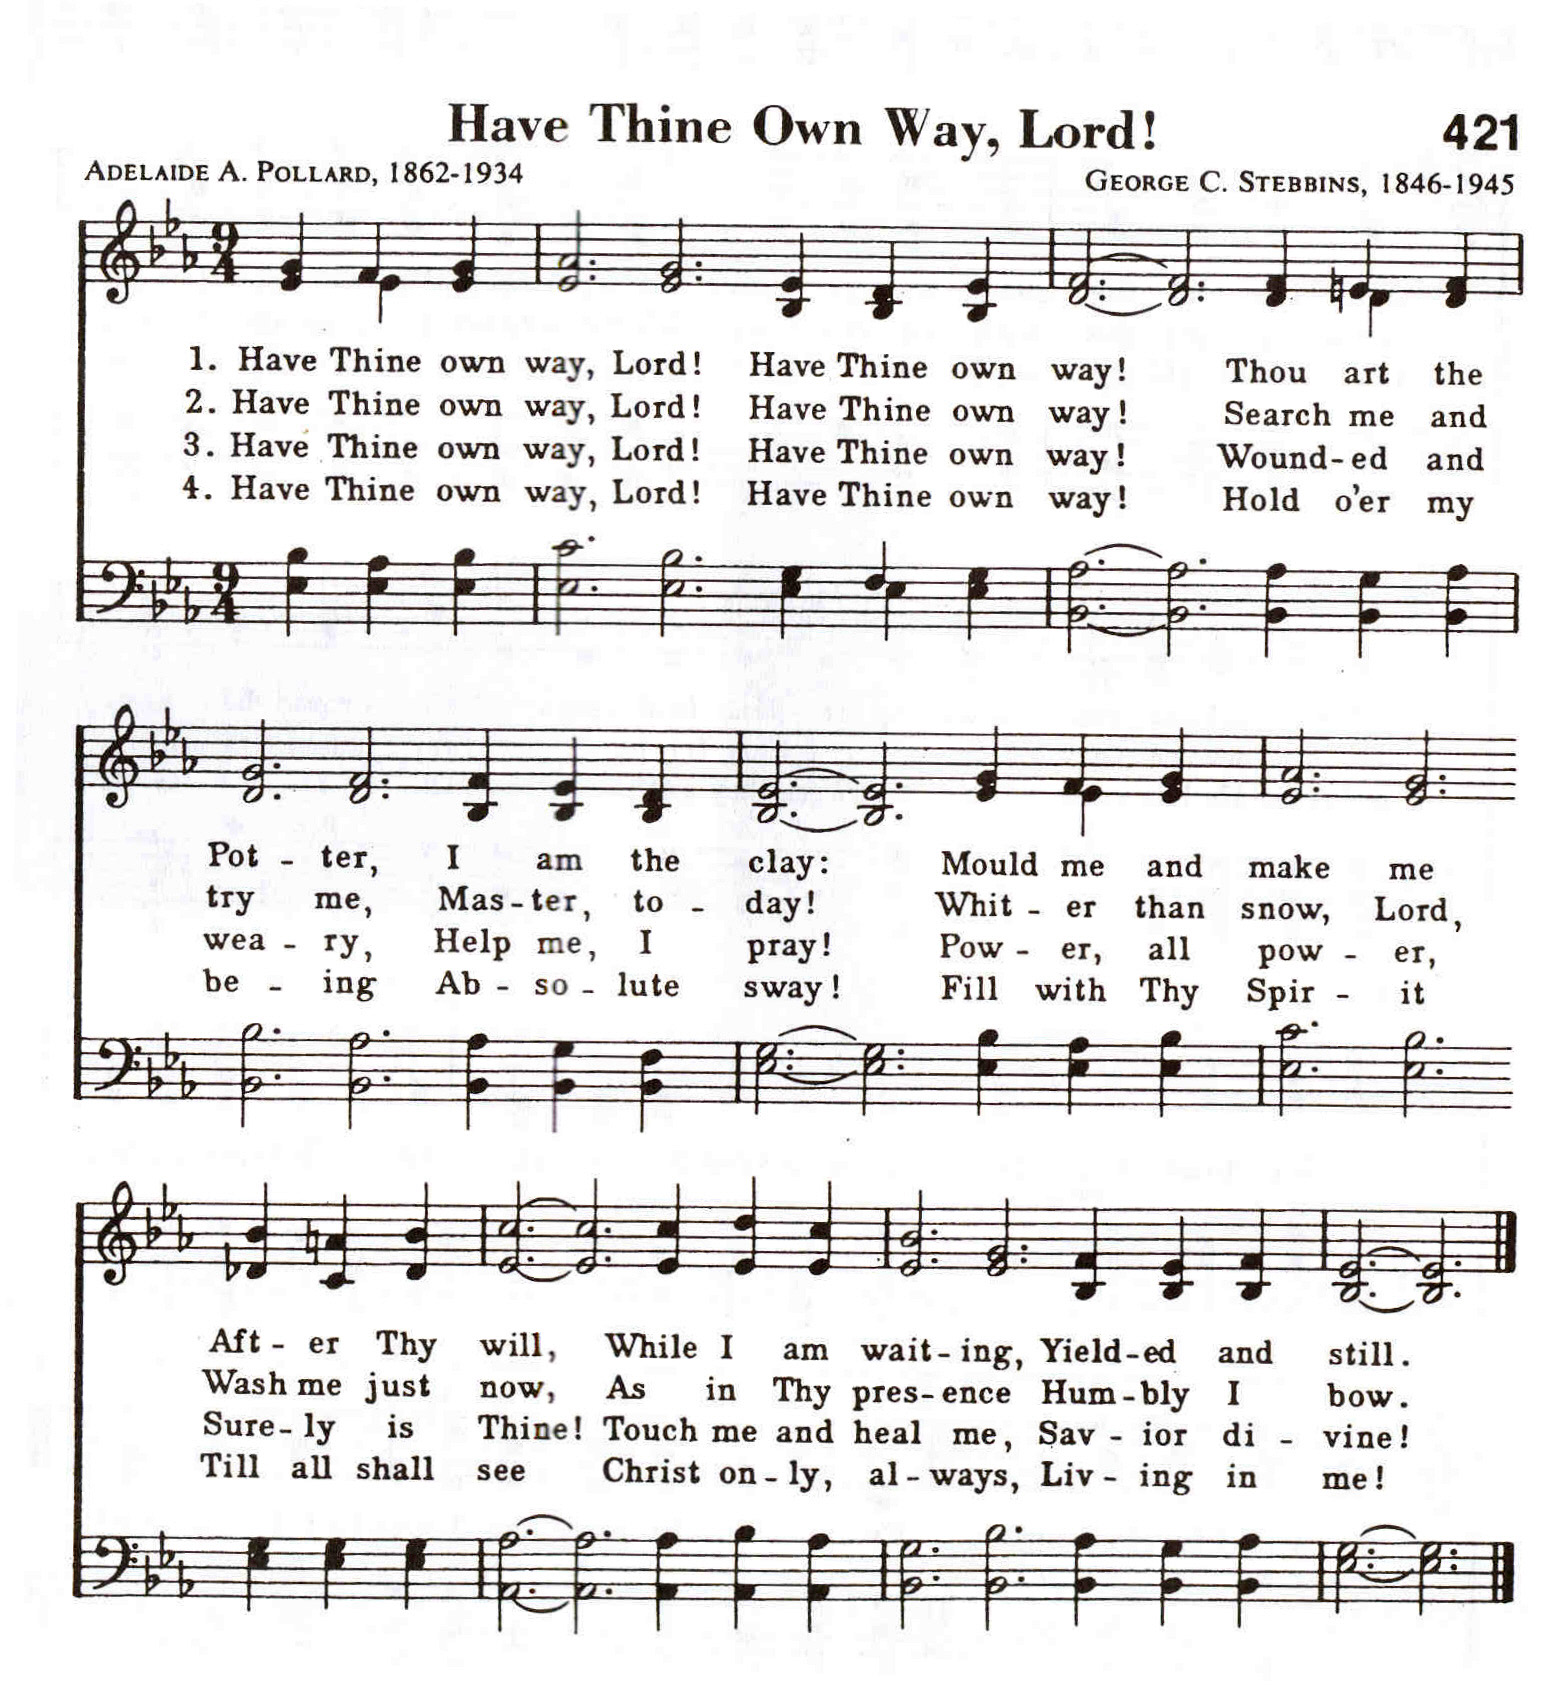 Have Thine Own Way, Lord!
421
ADELAIDE A. POLLARD, 1862-1934
GEORGE C. STEBBINS, 1846-1945
9
4
1. Have Thine own way, Lord! Have Thine own way! Thou art the
2. Have Thine own way, Lord! Have Thine own way! Search me and
3. Have Thine own way, Lord! Have Thine own way! Wound-ed and
4. Have Thine own way, Lord! Have Thine own way! Hold o'er my
9
4
Pot - ter, I am the clay: Mould me and make me
try me, Mas-ter, to - day! Whit - er than snow, Lord,
wea - ry, Help me, I pray! Pow - er, all pow - er,
be - ing Ab - so - lute sway! Fill with Thy Spir - it
Aft - er Thy will, While I am wait-ing, Yield-ed and still.
Wash me just now, As in Thy pres-ence Hum-bly I bow.
Sure-ly is Thine! Touch me and heal me, Sav - ior di - vine!
Till all shall see Christ on-ly, al-ways, Liv - ing in me!